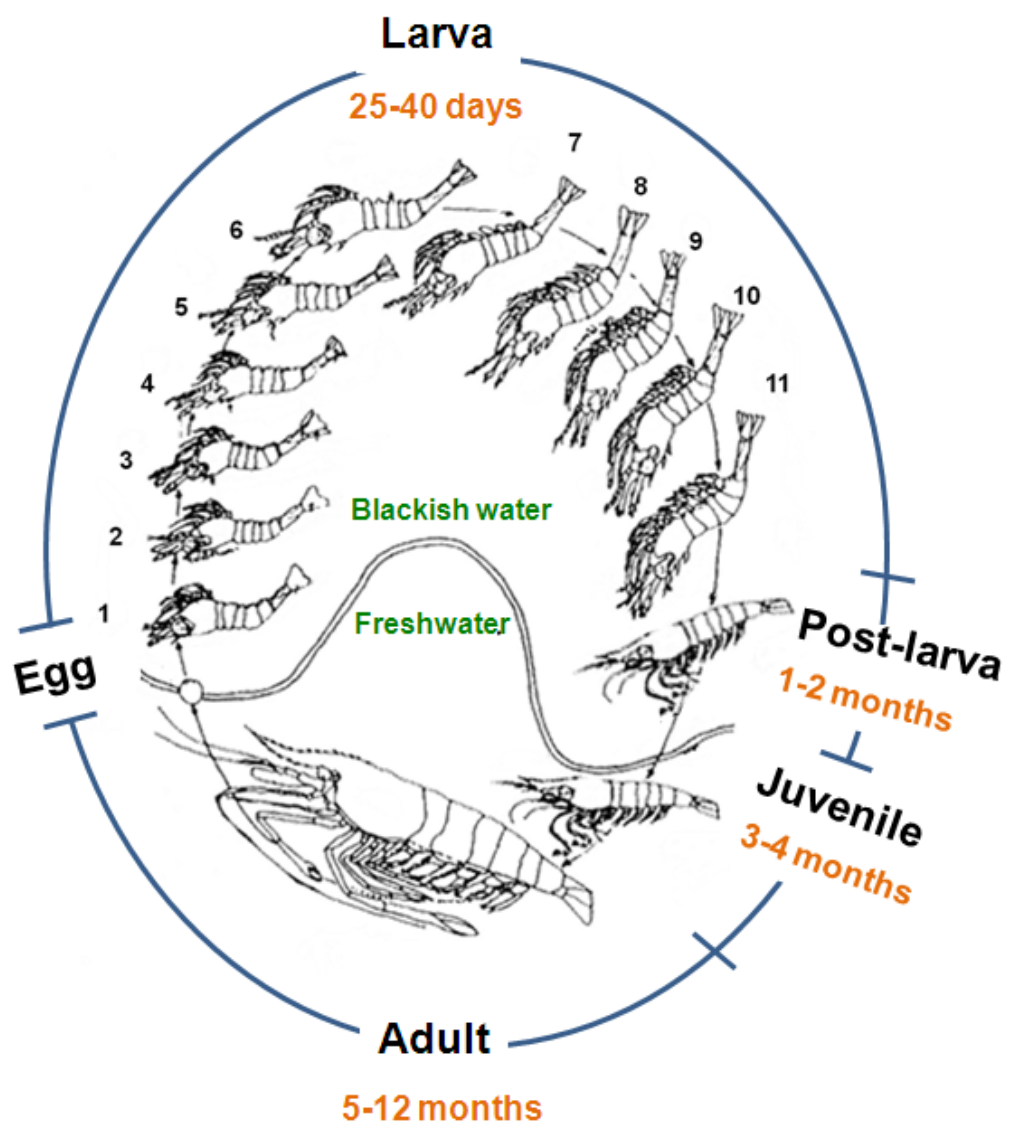 Larva
25-40 days
1
2
3
4
5
6
7
8
9
10
11
Blackish water
Freshwater
Egg
Post-larva
1-2 months
Juvenile
3-4 months
Adult
5-12 months